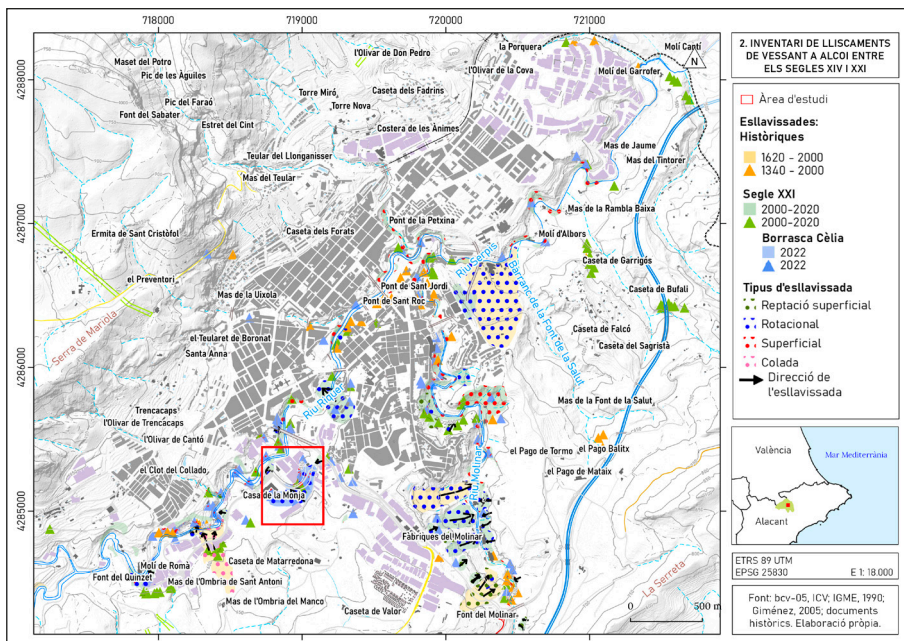 718000
719000
720000
721000
4288000
4287000
4286000
4285000
Maset del Potro
Pic de les Àguiles
Pic del Faraó
Font del Sabater
Estret del Cint
l'Olivar de Don Pedro
Torre Miró
Torre Nova
Caseta dels Fadrins
Costera de les Ànimes
la Porquera
l'Olivar de la Cova
Molí Cantí
N
Molí del Garrofer
Teular del Llonganisser
Mas del Teular
Mas de Jaume
Mas del Tintorer
Ermita de Sant Cristòfol
Caseta dels Forats
Pont de la Petxina
Mas de la Rambla Baixa
Molí d'Albors
Riu Serpis
Barranc de la Font de la Salut
Caseta de Garrigós
el Preventori
Mas de la Uixola
Pont de Sant Jordi
Pont de Sant Roc
Caseta de Bufali
Serra de Mariola
el Teularet de Boronat
Santa Anna
Caseta de Falcó
Caseta del Sagristà
Riu Riquer
Trencacaps
l'Olivar de Trencacaps
l'Olivar de Cantó
Mas de la Font de la Salut
el Clot del Collado
el Pago de Tormo
el Pago Balitx
el Pago de Mataix
Riu Molinar
Casa de la Monja
Fàbriques del Molinar
Molí de Romà
Caseta de Matarredona
Font del Quinzet
Mas de l'Ombria de Sant Antoni
Mas de l'Ombria del Manco
Caseta de Valor
Font del Molinar
La Serreta
0 500 m
2. INVENTARI DE LLISCAMENTS
DE VESSANT A ALCOI ENTRE
ELS SEGLES XIV I XXI
Àrea d'estudi
Esllavissades:
Històriques
1620 - 2000
1340 - 2000
Segle XXI
2000-2020
2000-2020
Borrasca Cèlia
2022
2022
Tipus d'esllavissada
Reptació superficial
Rotacional
Superficial
Colada
Direcció de
l'esllavissada
València
Mar Mediterrània
Alacant
ETRS 89 UTM
EPSG 25830 E 1: 18.000
Font: bcv-05, ICV; IGME, 1990;
Giménez, 2005; documents
històrics. Elaboració pròpia.